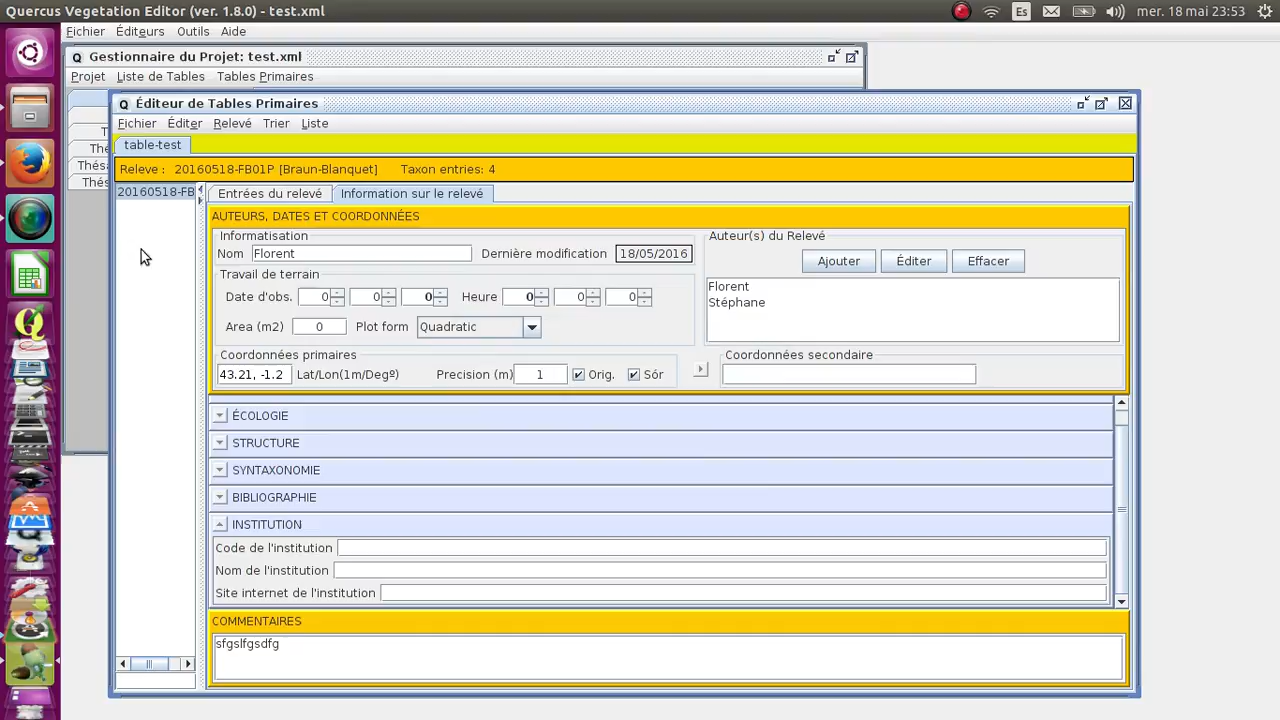 Quercus Vegetation Editor (ver. 1.8.0) - test.xml
Es
mer. 18 mai 23:53
Fichier Éditeurs Outils Aide
Q Gestionnaire du Projet: test.xml
Projet Liste de Tables Tables Primaires
T
Thé
Thésa
Thés
Q Éditeur de Tables Primaires
Fichier Éditer Relevé Trier Liste
table-test
Releve : 20160518-FB01P [Braun-Blanquet] Taxon entries: 4
20160518-FB
Entrées du relevé Information sur le relevé
AUTEURS, DATES ET COORDONNÉES
Informatisation
Nom Florent Dernière modification 18/05/2016
Travail de terrain
Date d'obs. 0 0 0 Heure 0 0 0
Area (m2) 0 Plot form Quadratic
Coordonnées primaires
43.21, -1.2 Lat/Lon(1m/Degº) Precision (m) 1 Orig. Sór
Auteur(s) du Relevé
Ajouter Éditer Effacer
Florent
Stéphane
Coordonnées secondaire
ÉCOLOGIE
STRUCTURE
SYNTAXONOMIE
BIBLIOGRAPHIE
INSTITUTION
Code de l'institution
Nom de l'institution
Site internet de l'institution
COMMENTAIRES
sfgslfgsdfg